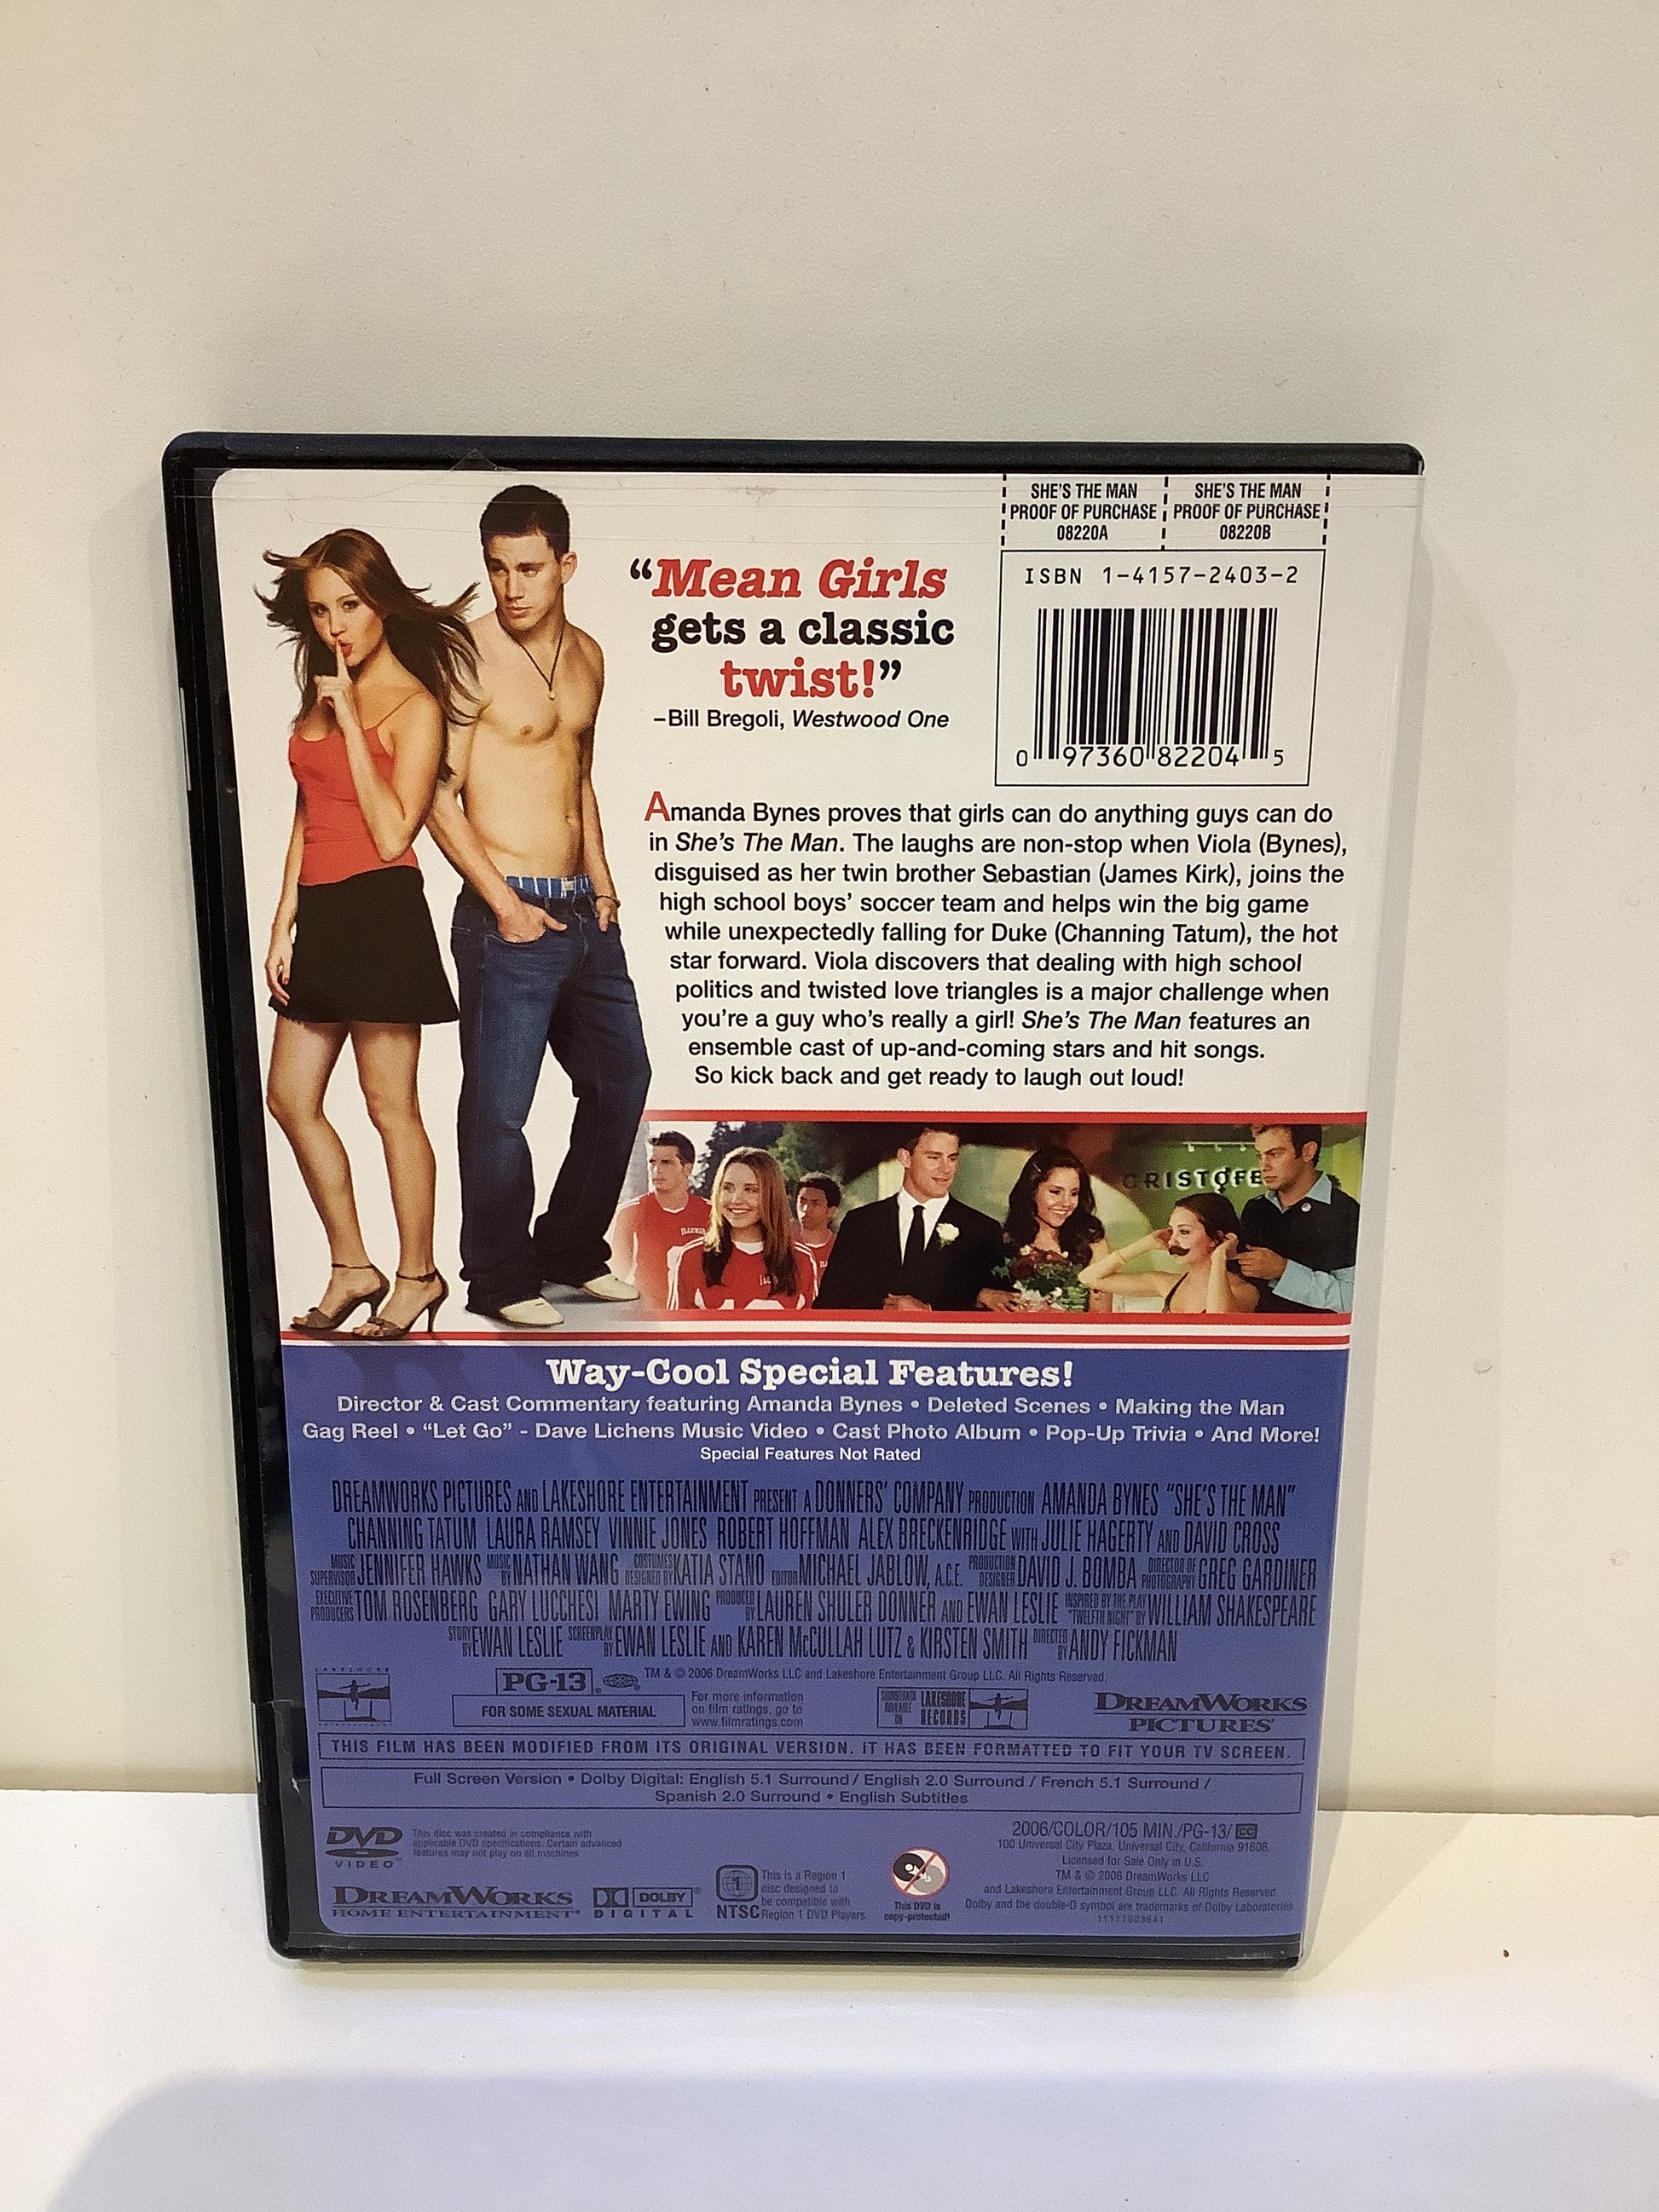 SHE'S THE MAN
PROOF OF PURCHASE
08220A
SHE'S THE MAN
PROOF OF PURCHASE
08220B
ISBN 1-4157-2403-2
0 97360 82204 5
“Mean Girls
gets a classic
twist!”
–Bill Bregoli, Westwood One
Amanda Bynes proves that girls can do anything guys can do
in She's The Man. The laughs are non-stop when Viola (Bynes),
disguised as her twin brother Sebastian (James Kirk), joins the
high school boys' soccer team and helps win the big game
while unexpectedly falling for Duke (Channing Tatum), the hot
star forward. Viola discovers that dealing with high school
politics and twisted love triangles is a major challenge when
you're a guy who's really a girl! She's The Man features an
ensemble cast of up-and-coming stars and hit songs.
So kick back and get ready to laugh out loud!
CRISTOFE
Way-Cool Special Features!
Director & Cast Commentary featuring Amanda Bynes • Deleted Scenes • Making the Man
Gag Reel • “Let Go” - Dave Lichens Music Video • Cast Photo Album • Pop-Up Trivia • And More!
Special Features Not Rated
DREAMWORKS PICTURES AND LAKESHORE ENTERTAINMENT PRESENT A DONNERS' COMPANY PRODUCTION AMANDA BYNES “SHE'S THE MAN”
CHANNING TATUM LAURA RAMSEY VINNIE JONES ROBERT HOFFMAN ALEX BRECKENRIDGE WITH JULIE HAGERTY AND DAVID CROSS
MUSIC SUPERVISOR JENNIFER HAWKS MUSIC BY NATHAN WANG COSTUMES DESIGNED BY KATIA STANO EDITOR MICHAEL JABLOW, A.C.E. PRODUCTION DESIGNER DAVID J. BOMBA DIRECTOR OF PHOTOGRAPHY GREG GARDINER
EXECUTIVE PRODUCERS TOM ROSENBERG GARY LUCCHESI MARTY EWING PRODUCED BY LAUREN SHULER DONNER AND EWAN LESLIE INSPIRED BY THE PLAY “TWELFTH NIGHT” BY WILLIAM SHAKESPEARE
STORY BY EWAN LESLIE SCREENPLAY BY EWAN LESLIE AND KAREN McCULLAH LUTZ & KIRSTEN SMITH DIRECTED BY ANDY FICKMAN
LAKESHORE
ENTERTAINMENT
PG-13
TM & © 2006 DreamWorks LLC and Lakeshore Entertainment Group LLC. All Rights Reserved.
FOR SOME SEXUAL MATERIAL
For more information
on film ratings, go to
www.filmratings.com
SOUNDTRACK AVAILABLE ON LAKESHORE RECORDS
DREAMWORKS
PICTURES
THIS FILM HAS BEEN MODIFIED FROM ITS ORIGINAL VERSION. IT HAS BEEN FORMATTED TO FIT YOUR TV SCREEN.
Full Screen Version • Dolby Digital: English 5.1 Surround / English 2.0 Surround / French 5.1 Surround /
Spanish 2.0 Surround • English Subtitles
DVD
VIDEO
This disc was created in compliance with
applicable DVD specifications. Certain advanced
features may not play on all machines.
DREAMWORKS
HOME ENTERTAINMENT
DOLBY
DIGITAL
1
NTSC
This is a Region 1
disc designed to
be compatible with
Region 1 DVD Players.
This DVD is
copy-protected!
2006/COLOR/105 MIN./PG-13/ CC
100 Universal City Plaza, Universal City, California 91608.
Licensed for Sale Only in U.S.
TM & © 2006 DreamWorks LLC
and Lakeshore Entertainment Group LLC. All Rights Reserved.
Dolby and the double-D symbol are trademarks of Dolby Laboratories